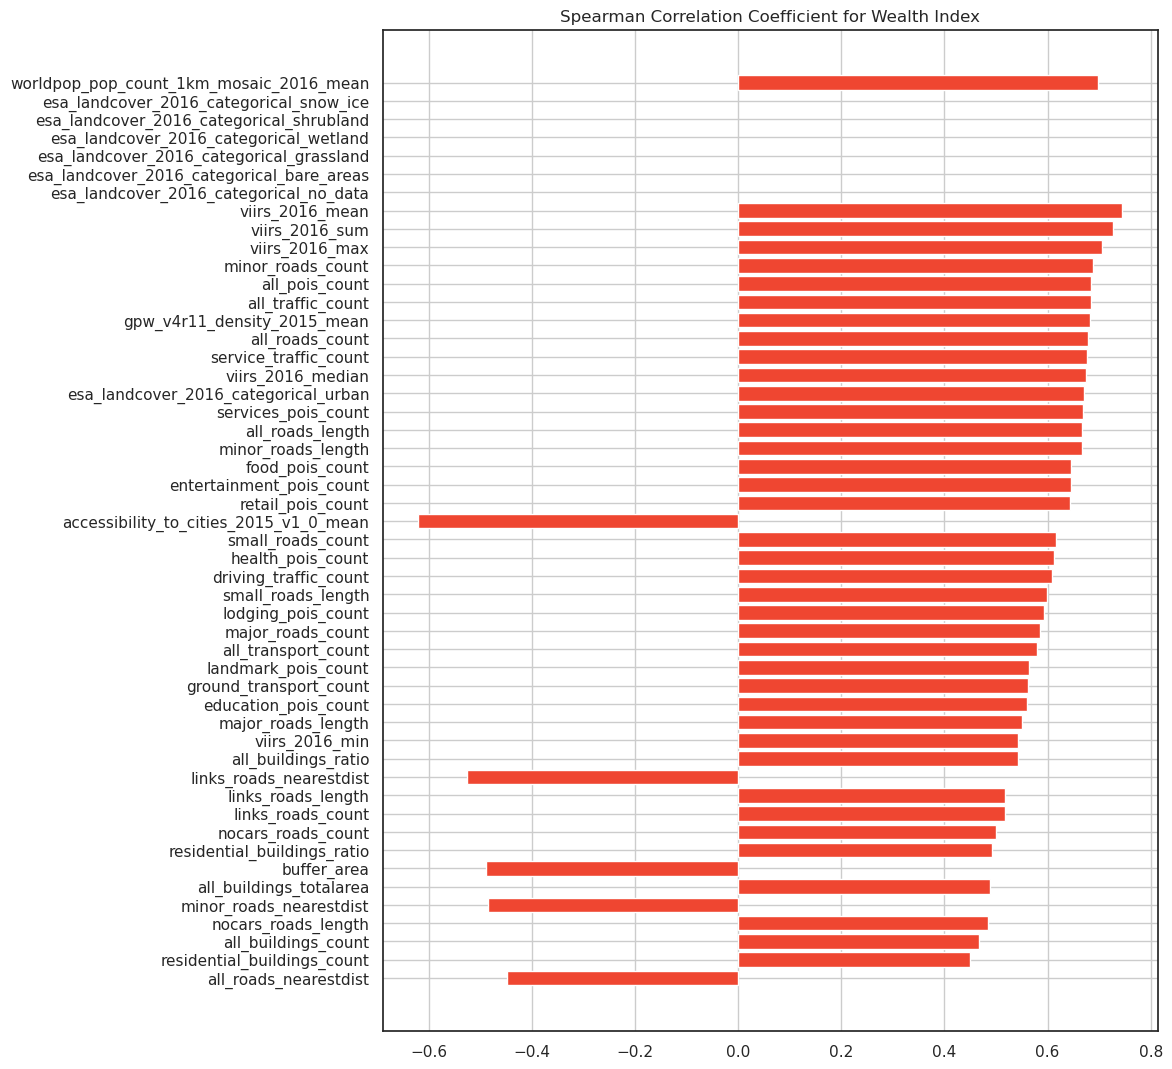 Spearman Correlation Coefficient for Wealth Index
worldpop_pop_count_1km_mosaic_2016_mean
esa_landcover_2016_categorical_snow_ice
esa_landcover_2016_categorical_shrubland
esa_landcover_2016_categorical_wetland
esa_landcover_2016_categorical_grassland
esa_landcover_2016_categorical_bare_areas
esa_landcover_2016_categorical_no_data
viirs_2016_mean
viirs_2016_sum
viirs_2016_max
minor_roads_count
all_pois_count
all_traffic_count
gpw_v4r11_density_2015_mean
all_roads_count
service_traffic_count
viirs_2016_median
esa_landcover_2016_categorical_urban
services_pois_count
all_roads_length
minor_roads_length
food_pois_count
entertainment_pois_count
retail_pois_count
accessibility_to_cities_2015_v1_0_mean
small_roads_count
health_pois_count
driving_traffic_count
small_roads_length
lodging_pois_count
major_roads_count
all_transport_count
landmark_pois_count
ground_transport_count
education_pois_count
major_roads_length
viirs_2016_min
all_buildings_ratio
links_roads_nearestdist
links_roads_length
links_roads_count
nocars_roads_count
residential_buildings_ratio
buffer_area
all_buildings_totalarea
minor_roads_nearestdist
nocars_roads_length
all_buildings_count
residential_buildings_count
all_roads_nearestdist
−0.6 −0.4 −0.2 0.0 0.2 0.4 0.6 0.8